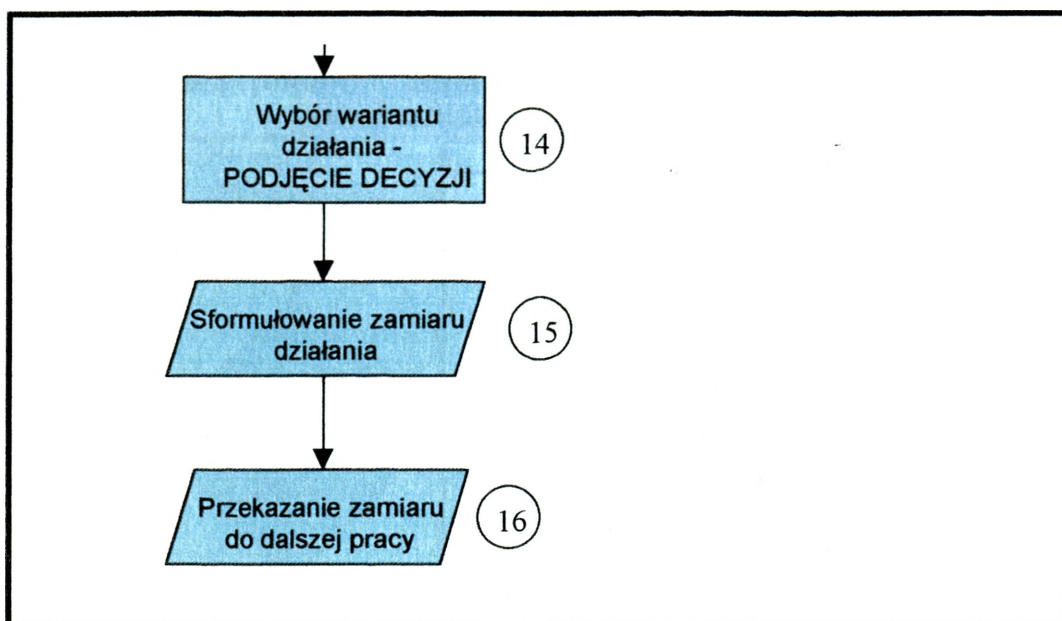 Wybór wariantu
działania -
PODJĘCIE DECYZJI
14
Sformułowanie zamiaru
działania
15
Przekazanie zamiaru
do dalszej pracy
16